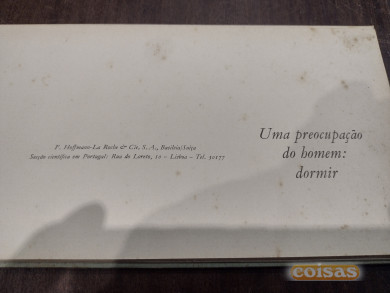 F. Hoffmann-La Roche & Cie, S. A., Basileia/Suíça
Secção científica em Portugal: Rua do Loreto, 10 - Lisboa - Tel. 30177
Uma preocupação
do homem:
dormir
coisas